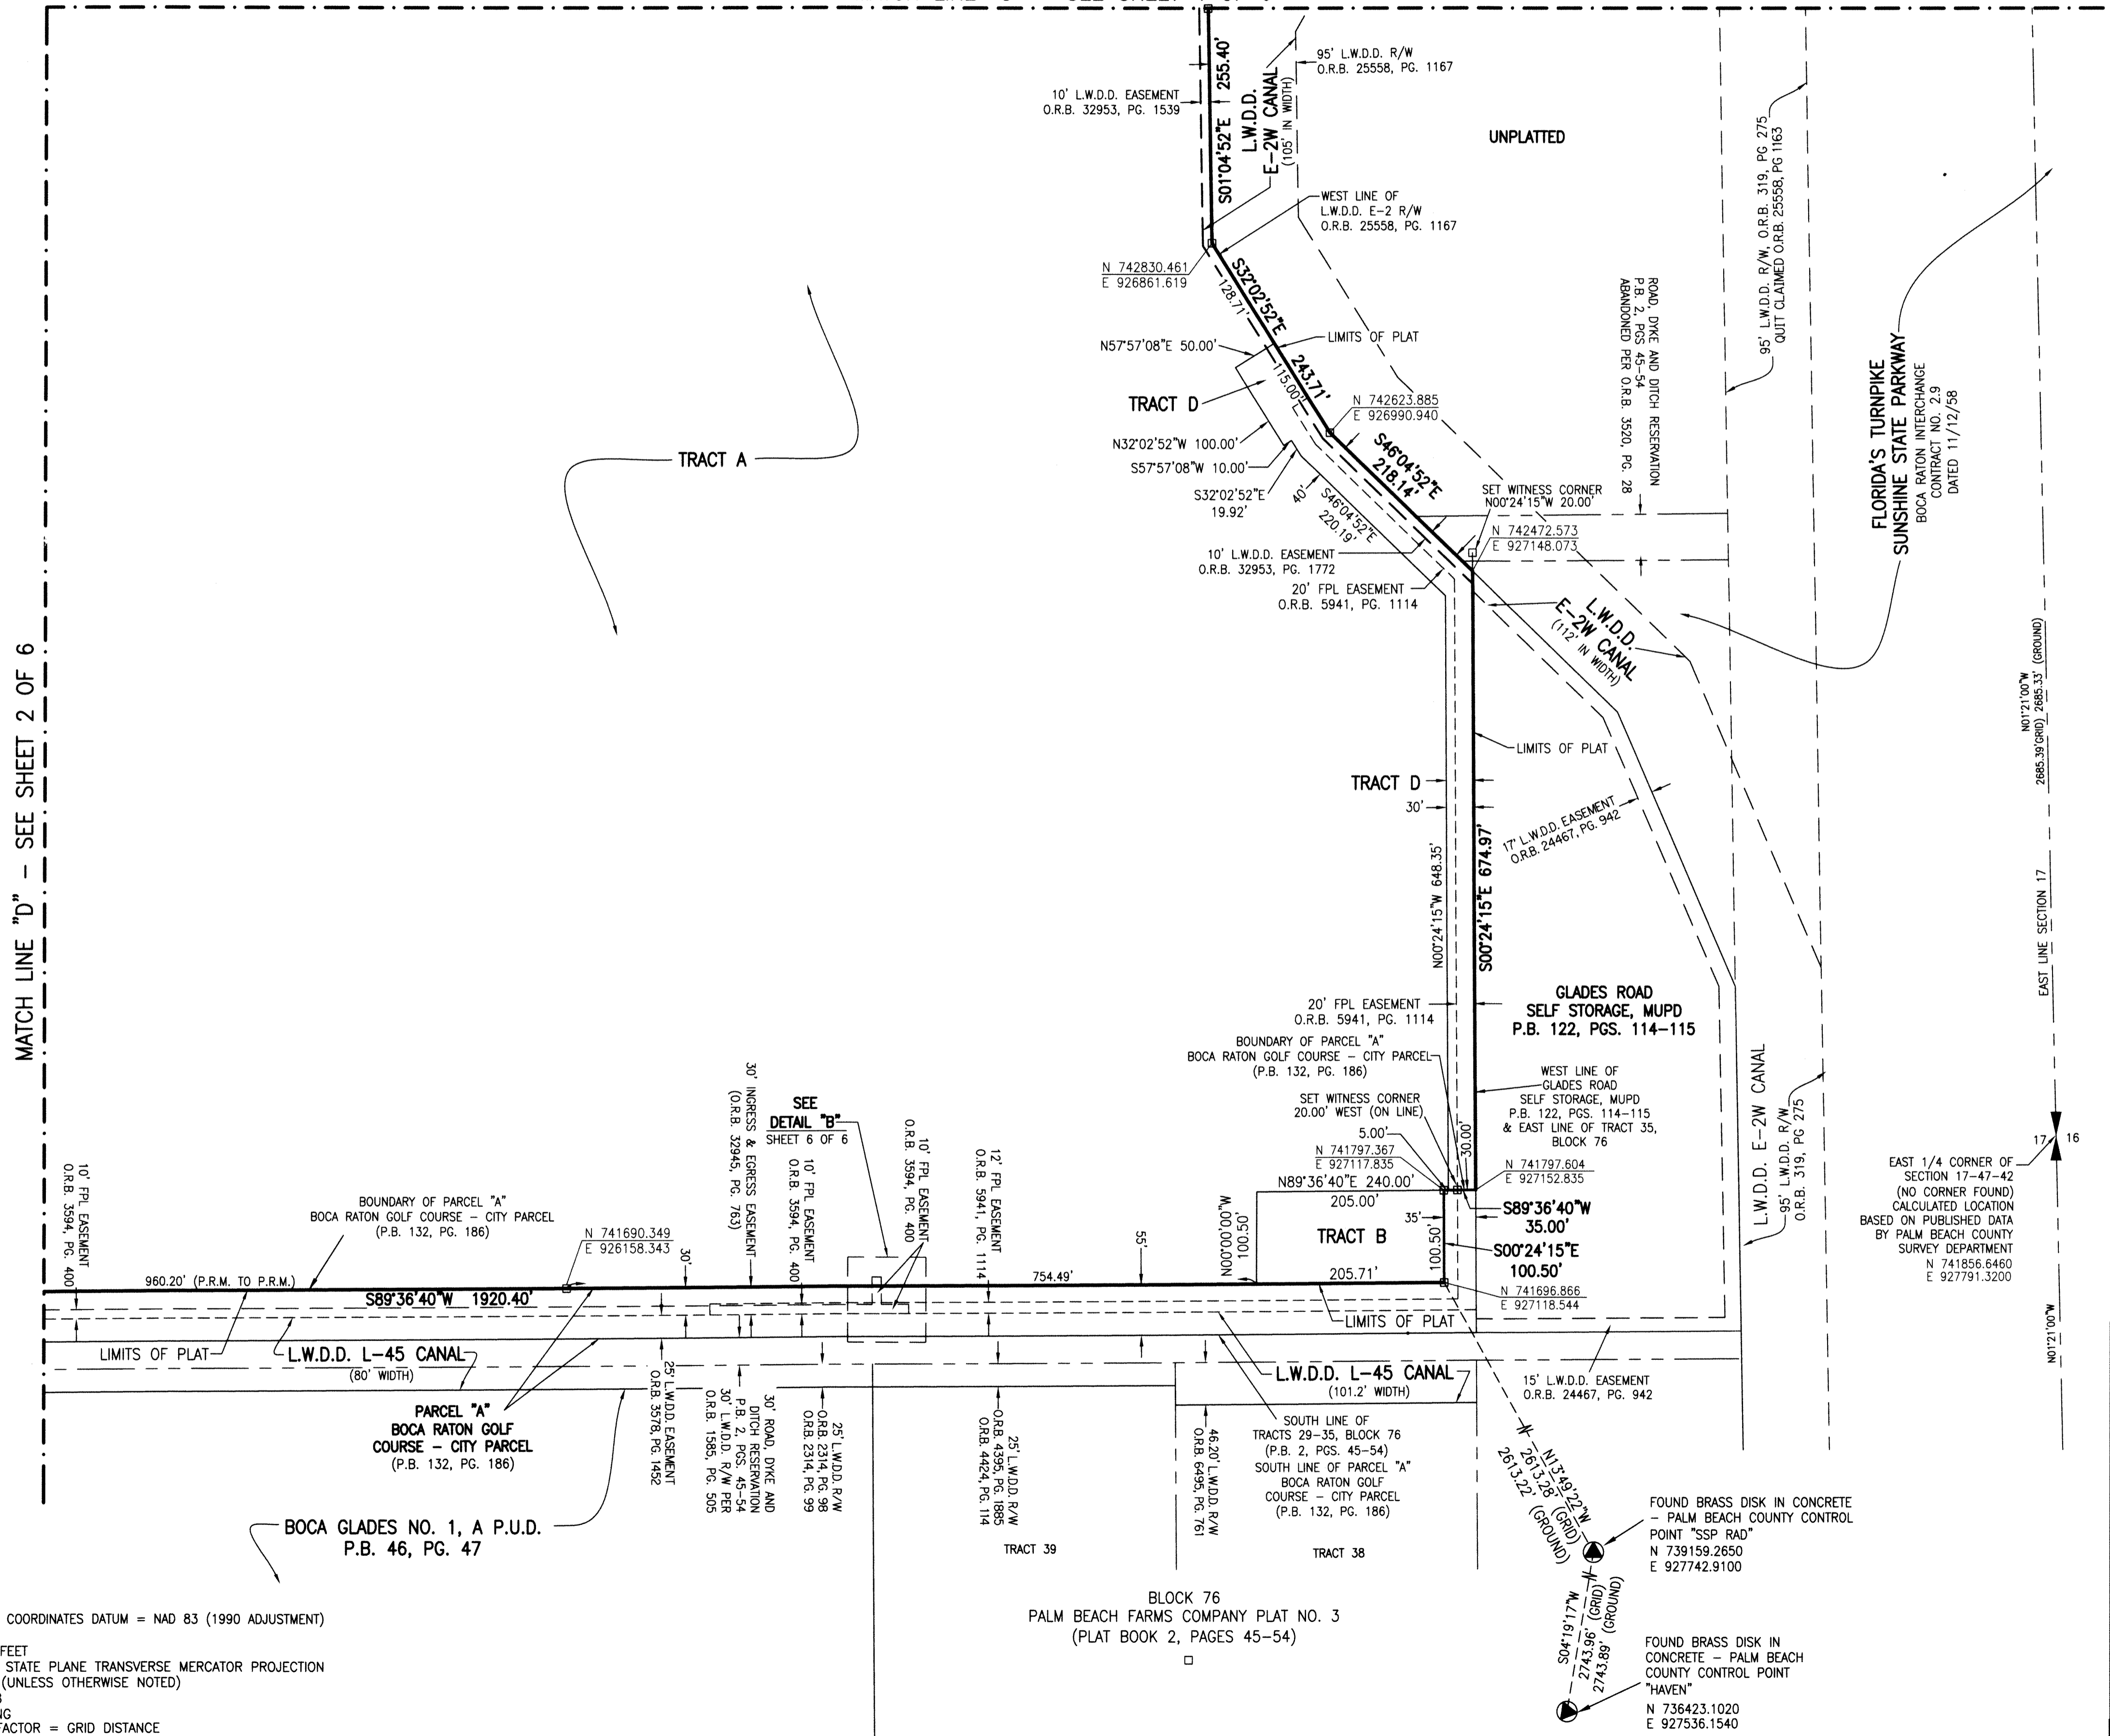 MATCH LINE "D" – SEE SHEET 2 OF 6
S01°04'52"E 255.40'
L.W.D.D.
E-2W CANAL
(105' IN WIDTH)
95' L.W.D.D. R/W
O.R.B. 25558, PG. 1167
10' L.W.D.D. EASEMENT
O.R.B. 32953, PG. 1539
UNPLATTED
WEST LINE OF
L.W.D.D. E-2 R/W
O.R.B. 25558, PG. 1167
95' L.W.D.D. R/W, O.R.B. 319, PG 275
QUIT CLAIMED O.R.B. 25558, PG 1163
N 742830.461
E 926861.619
S32°02'52"E
243.71'
128.71'
LIMITS OF PLAT
N57°57'08"E 50.00'
115.00'
TRACT D
N 742623.885
E 926990.940
N32°02'52"W 100.00'
S57°57'08"W 10.00'
S32°02'52"E
19.92'
40'
S46°04'52"E
220.19'
S46°04'52"E
218.14'
ROAD, DYKE AND DITCH RESERVATION
P.B. 2, PGS 45-54
ABANDONED PER O.R.B. 3520, PG. 28
SET WITNESS CORNER
N00°24'15"W 20.00'
N 742472.573
E 927148.073
10' L.W.D.D. EASEMENT
O.R.B. 32953, PG. 1772
20' FPL EASEMENT
O.R.B. 5941, PG. 1114
FLORIDA'S TURNPIKE
SUNSHINE STATE PARKWAY
BOCA RATON INTERCHANGE
CONTRACT NO. 2.9
DATED 11/12/58
TRACT A
L.W.D.D.
E-2W CANAL
(112' IN WIDTH)
N01°21'00"W
2685.39'GRID) 2685.33' (GROUND)
LIMITS OF PLAT
TRACT D
30'
17' L.W.D.D. EASEMENT
O.R.B. 24467, PG. 942
N00°24'15"W 648.35'
S00°24'15"E 674.97'
EAST LINE SECTION 17
20' FPL EASEMENT
O.R.B. 5941, PG. 1114
GLADES ROAD
SELF STORAGE, MUPD
P.B. 122, PGS. 114-115
BOUNDARY OF PARCEL "A"
BOCA RATON GOLF COURSE – CITY PARCEL
(P.B. 132, PG. 186)
WEST LINE OF
GLADES ROAD
SELF STORAGE, MUPD
P.B. 122, PGS. 114-115
& EAST LINE OF TRACT 35,
BLOCK 76
SET WITNESS CORNER
20.00' WEST (ON LINE)
5.00'
30.00'
N 741797.367
E 927117.835
N 741797.604
E 927152.835
N89°36'40"E 240.00'
205.00'
35'
S89°36'40"W
35.00'
TRACT B
N00°00'00"W
100.50'
100.50'
S00°24'15"E
100.50'
205.71'
N 741696.866
E 927118.544
LIMITS OF PLAT
L.W.D.D. E-2W CANAL
95' L.W.D.D. R/W
O.R.B. 319, PG 275
17
16
EAST 1/4 CORNER OF
SECTION 17-47-42
(NO CORNER FOUND)
CALCULATED LOCATION
BASED ON PUBLISHED DATA
BY PALM BEACH COUNTY
SURVEY DEPARTMENT
N 741856.6460
E 927791.3200
N01°21'00"W
10' FPL EASEMENT
O.R.B. 3594, PG. 400
BOUNDARY OF PARCEL "A"
BOCA RATON GOLF COURSE – CITY PARCEL
(P.B. 132, PG. 186)
N 741690.349
E 926158.343
30'
30' INGRESS & EGRESS EASEMENT
(O.R.B. 32945, PG. 763)
SEE
DETAIL "B"
SHEET 6 OF 6
10' FPL EASEMENT
O.R.B. 3594, PG. 400
10' FPL EASEMENT
O.R.B. 3594, PG. 400
12' FPL EASEMENT
O.R.B. 5941, PG. 1114
55'
960.20' (P.R.M. TO P.R.M.)
S89°36'40"W 1920.40'
754.49'
LIMITS OF PLAT
L.W.D.D. L-45 CANAL
(80' WIDTH)
PARCEL "A"
BOCA RATON GOLF
COURSE – CITY PARCEL
(P.B. 132, PG. 186)
25' L.W.D.D. EASEMENT
O.R.B. 3578, PG. 1452
30' ROAD, DYKE AND
DITCH RESERVATION
P.B. 2, PGS. 45-54
30' L.W.D.D. R/W PER
O.R.B. 1585, PG. 505
25' L.W.D.D. R/W
O.R.B. 2314, PG. 98
O.R.B. 2314, PG. 99
25' L.W.D.D. R/W
O.R.B. 4395, PG. 1885
O.R.B. 4424, PG. 114
46.20' L.W.D.D. R/W
O.R.B. 6495, PG. 761
L.W.D.D. L-45 CANAL
(101.2' WIDTH)
SOUTH LINE OF
TRACTS 29-35, BLOCK 76
(P.B. 2, PGS. 45-54)
SOUTH LINE OF PARCEL "A"
BOCA RATON GOLF
COURSE – CITY PARCEL
(P.B. 132, PG. 186)
15' L.W.D.D. EASEMENT
O.R.B. 24467, PG. 942
N13°49'22"W
2613.28' (GRID)
2613.22' (GROUND)
FOUND BRASS DISK IN CONCRETE
– PALM BEACH COUNTY CONTROL
POINT "SSP RAD"
N 739159.2650
E 927742.9100
BOCA GLADES NO. 1, A P.U.D.
P.B. 46, PG. 47
TRACT 39
TRACT 38
BLOCK 76
PALM BEACH FARMS COMPANY PLAT NO. 3
(PLAT BOOK 2, PAGES 45-54)
S04°19'17"W
2743.96' (GRID)
2743.89' (GROUND)
FOUND BRASS DISK IN
CONCRETE – PALM BEACH
COUNTY CONTROL POINT
"HAVEN"
N 736423.1020
E 927536.1540
COORDINATES DATUM = NAD 83 (1990 ADJUSTMENT)
FEET
STATE PLANE TRANSVERSE MERCATOR PROJECTION
(UNLESS OTHERWISE NOTED)
FACTOR = GRID DISTANCE